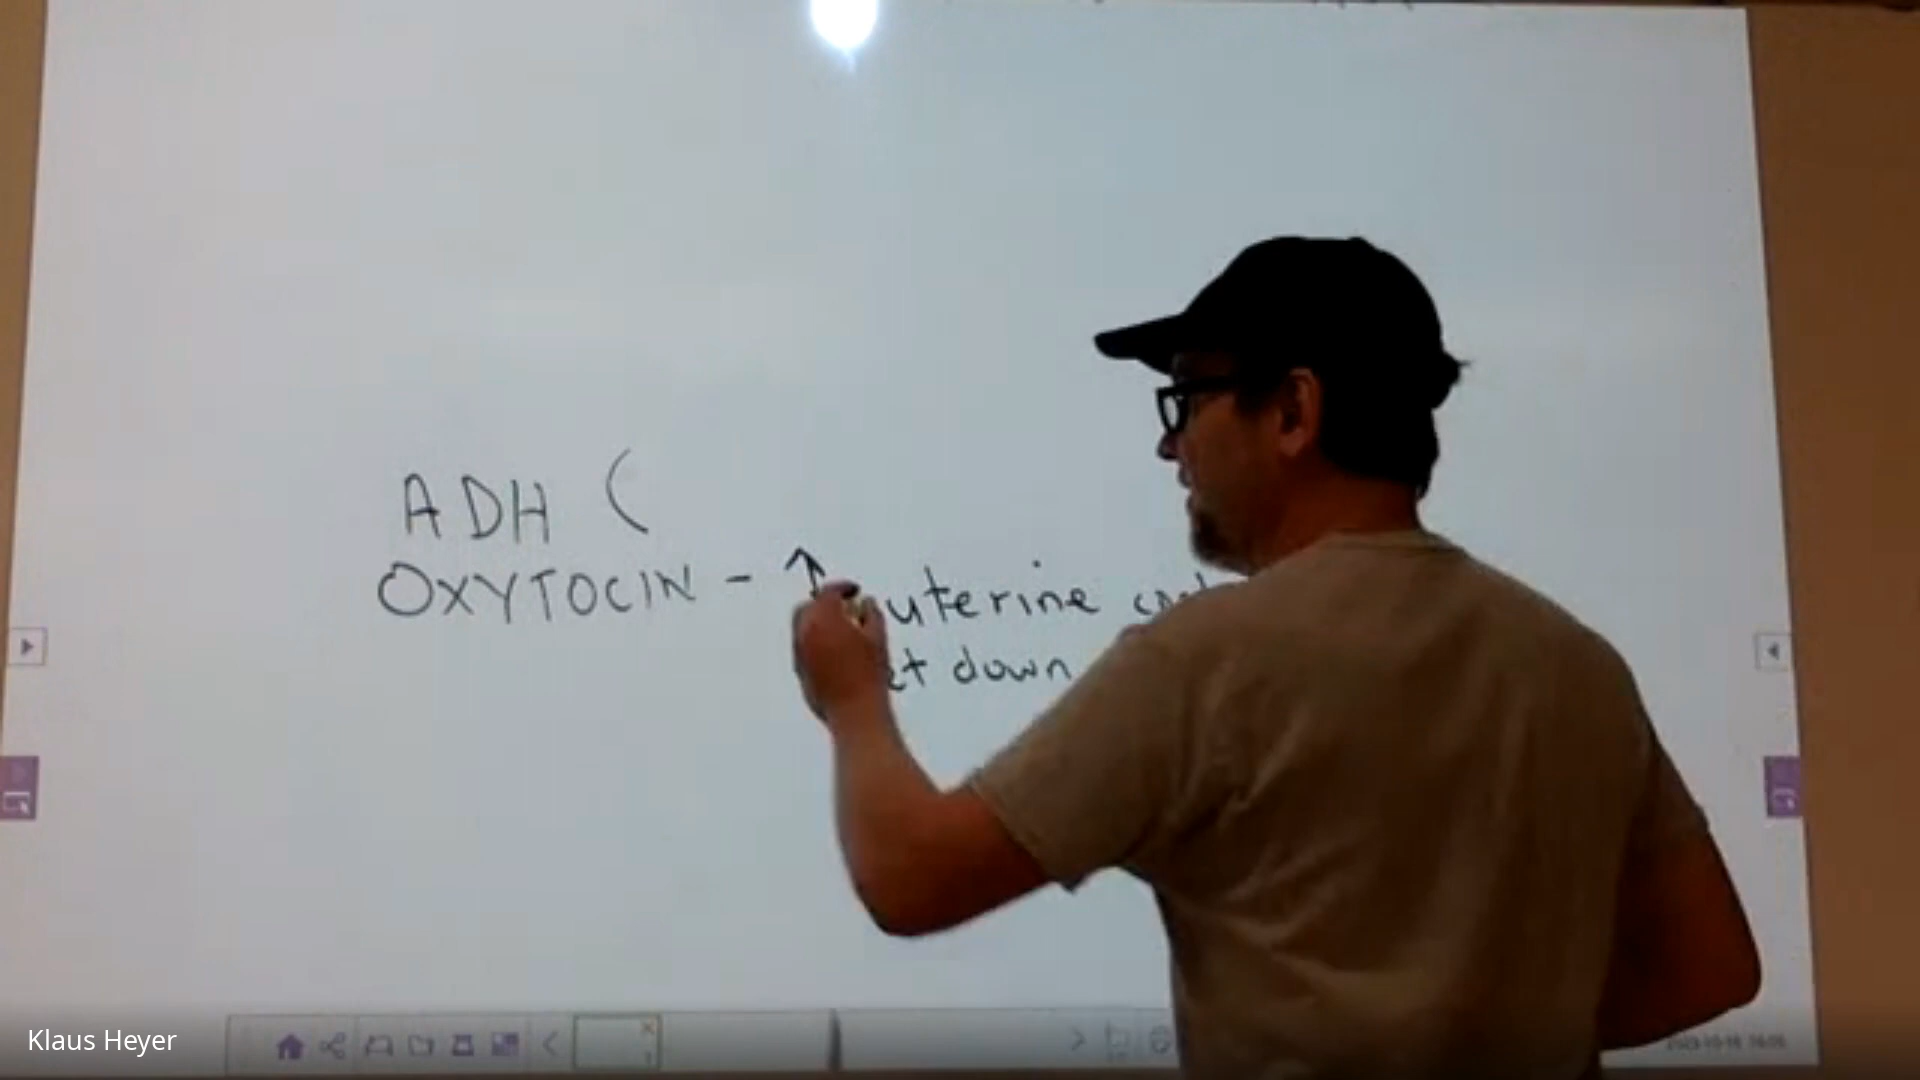 ADH (
OXYTOCIN - ↑ uterine
down
Klaus Heyer